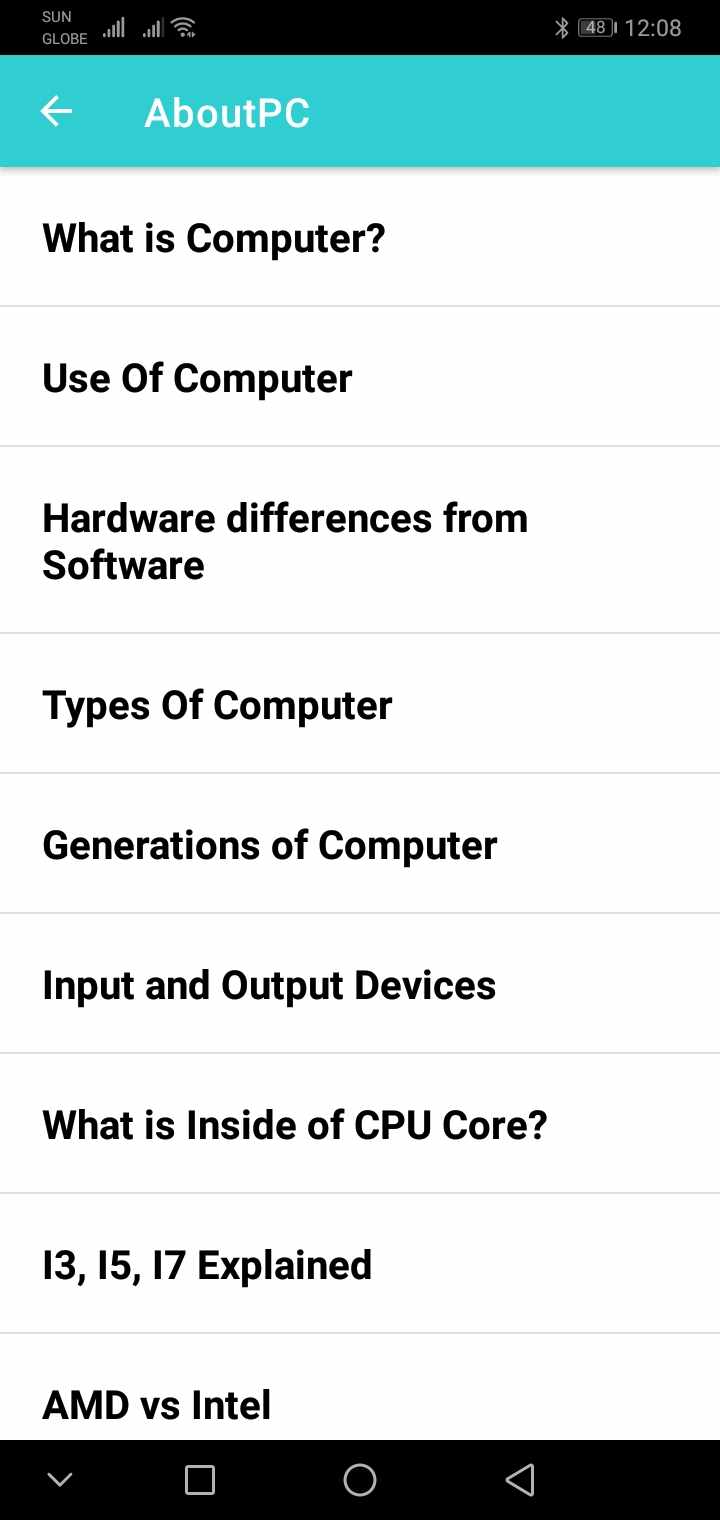 SUN
GLOBE
48
12:08
AboutPC
What is Computer?
Use Of Computer
Hardware differences from
Software
Types Of Computer
Generations of Computer
Input and Output Devices
What is Inside of CPU Core?
I3, I5, I7 Explained
AMD vs Intel